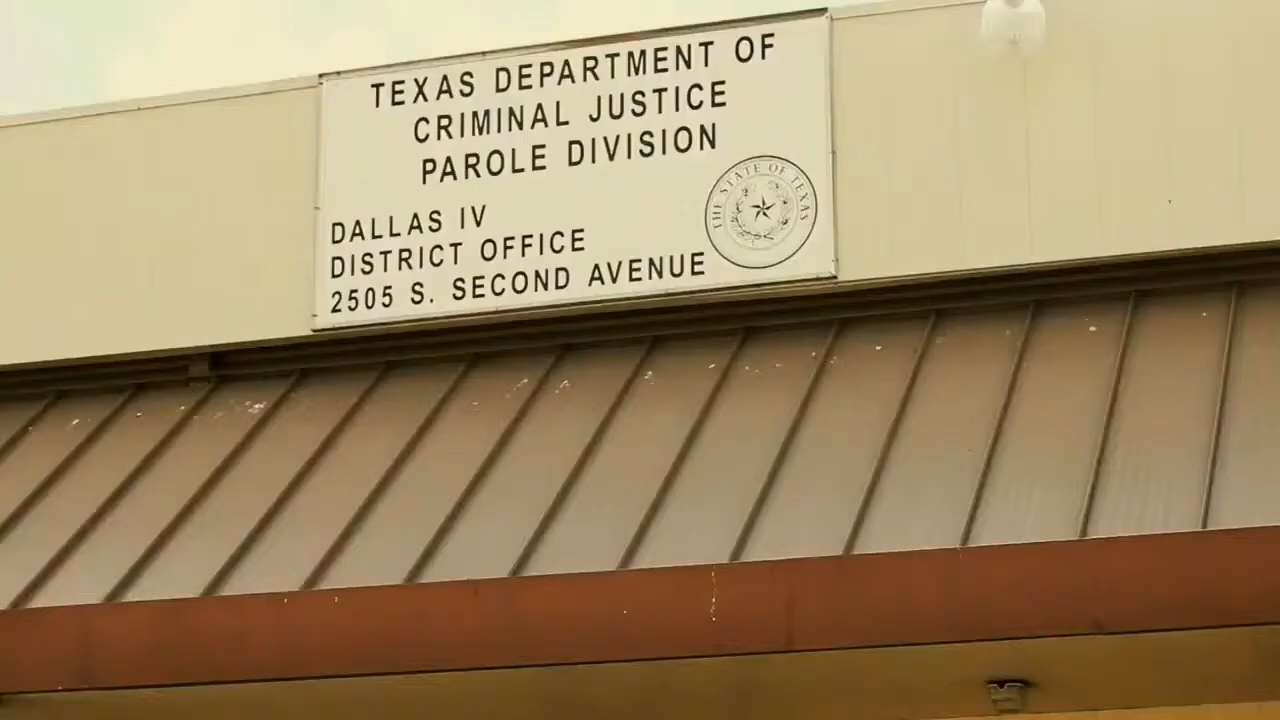 TEXAS DEPARTMENT OF
CRIMINAL JUSTICE
PAROLE DIVISION
DALLAS IV
DISTRICT OFFICE
2505 S. SECOND AVENUE
THE STATE OF TEXAS